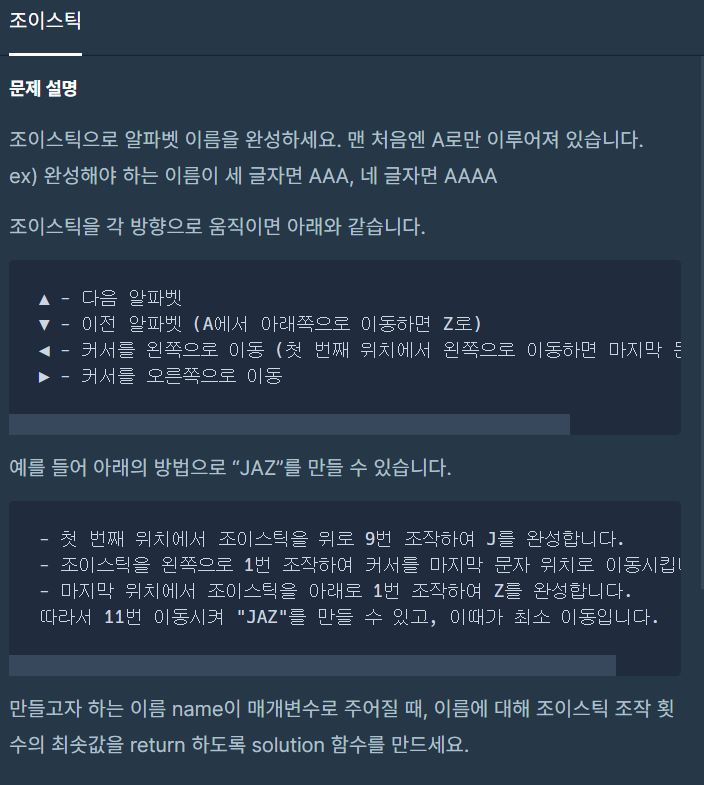 조이스틱
문제 설명
조이스틱으로 알파벳 이름을 완성하세요. 맨 처음엔 A로만 이루어져 있습니다.
ex) 완성해야 하는 이름이 세 글자면 AAA, 네 글자면 AAAA
조이스틱을 각 방향으로 움직이면 아래와 같습니다.
▲ - 다음 알파벳
▼ - 이전 알파벳 (A에서 아래쪽으로 이동하면 Z로)
◀ - 커서를 왼쪽으로 이동 (첫 번째 위치에서 왼쪽으로 이동하면 마지막
▶ - 커서를 오른쪽으로 이동
예를 들어 아래의 방법으로 “JAZ”를 만들 수 있습니다.
- 첫 번째 위치에서 조이스틱을 위로 9번 조작하여 J를 완성합니다.
- 조이스틱을 왼쪽으로 1번 조작하여 커서를 마지막 문자 위치로
- 마지막 위치에서 조이스틱을 아래로 1번 조작하여 Z를 완성합니다.
따라서 11번 이동시켜 "JAZ"를 만들 수 있고, 이때가 최소 이동입니다.
만들고자 하는 이름 name이 매개변수로 주어질 때, 이름에 대해 조이스틱 조작 횟
수의 최솟값을 return 하도록 solution 함수를 만드세요.